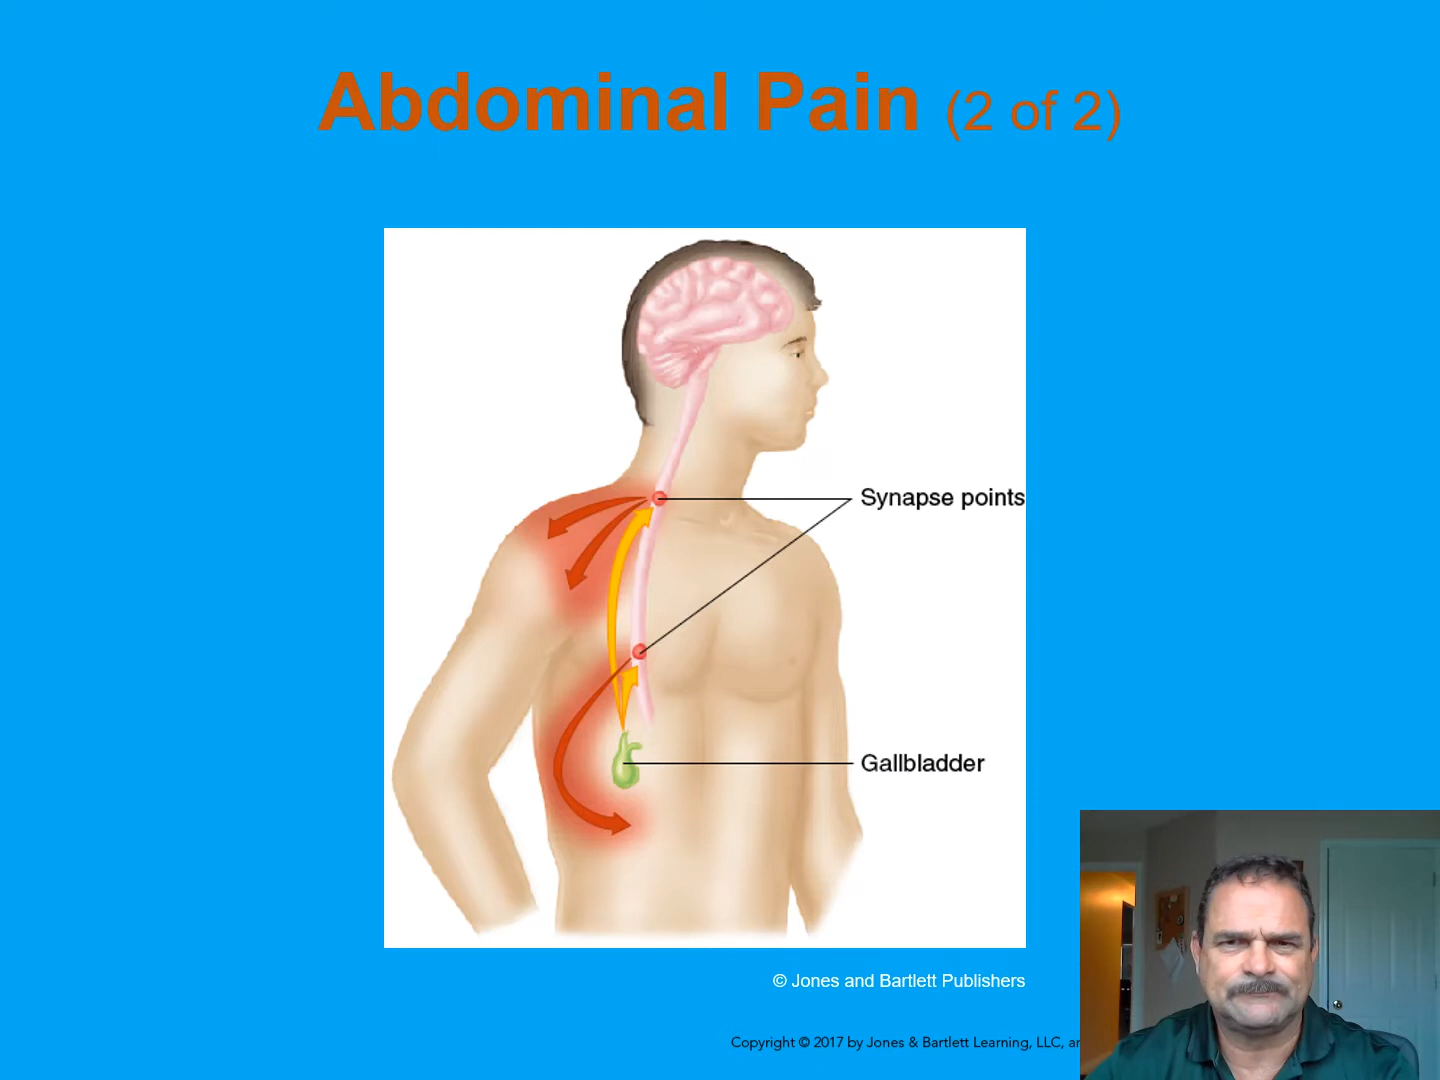 Abdominal Pain (2 of 2)
Synapse points
Gallbladder
© Jones and Bartlett Publishers
Copyright © 2017 by Jones & Bartlett Learning, LLC,